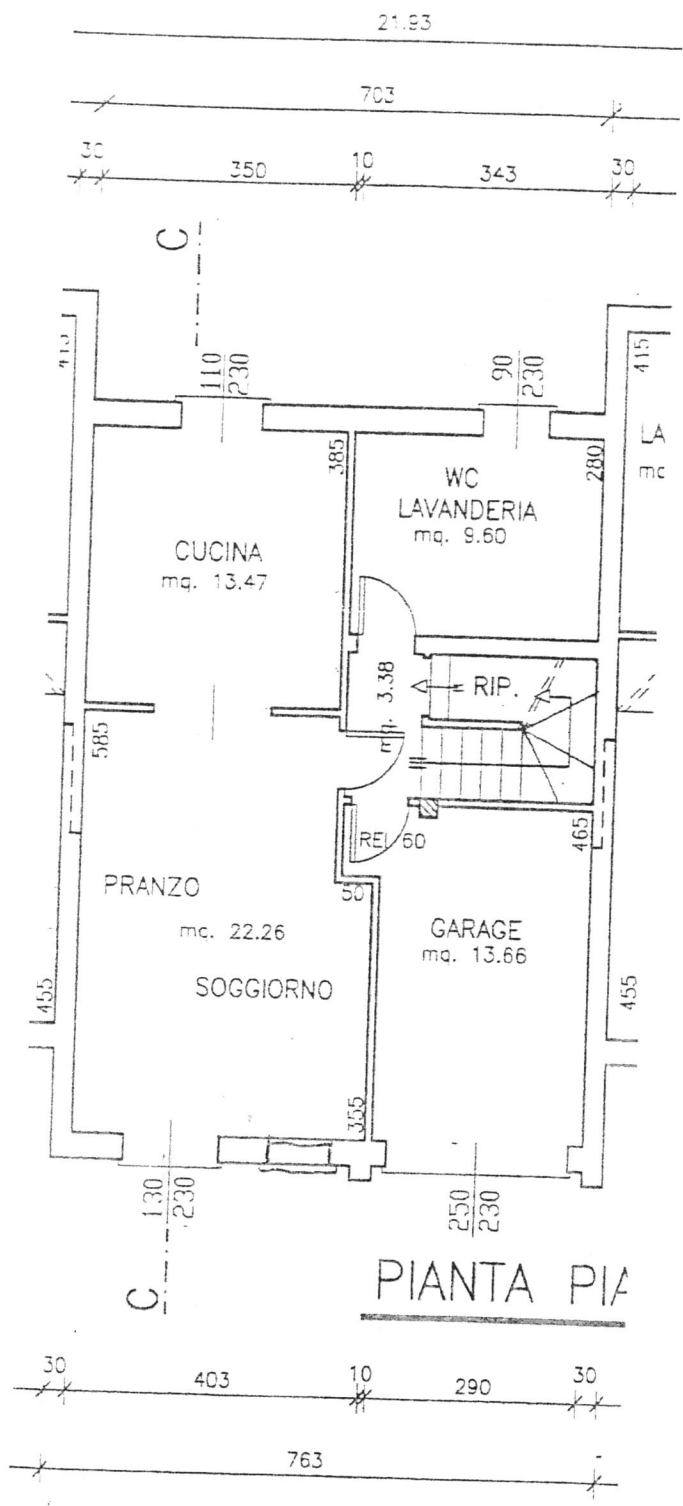 21.93
703
30 350 10 343 30
C
110
230
90
230
415
385
280
LA
WC
LAVANDERIA
mq. 9.60
CUCINA
mq. 13.47
mq. 3.38
RIP.
585
465
REI 60
PRANZO
50
mc. 22.26
GARAGE
mq. 13.66
SOGGIORNO
455
455
355
130
230
250
230
C
PIANTA PIA
30 403 10 290 30
763